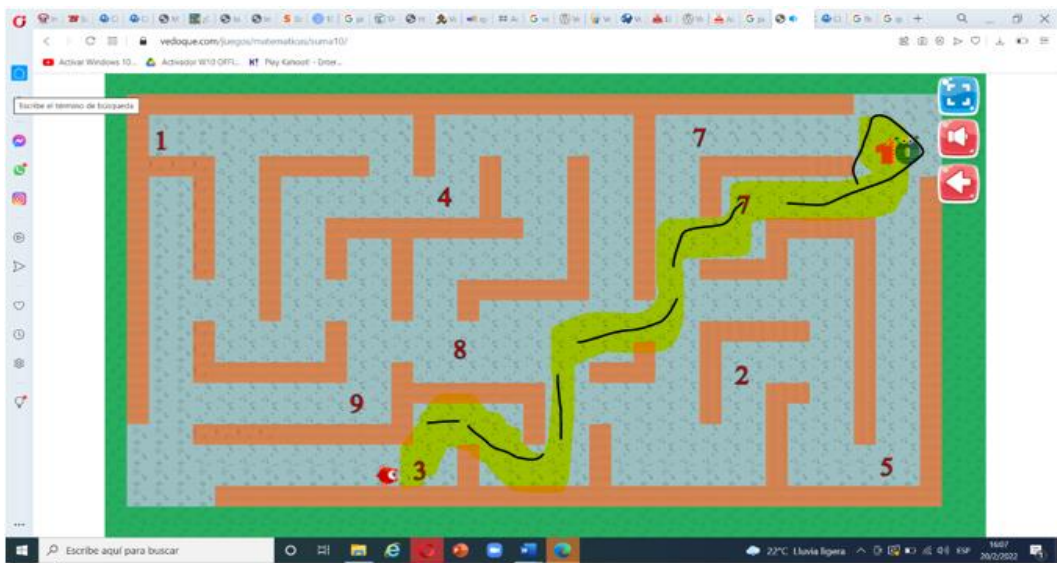 vedoque.com/juegos/matematicos/suma10/
Activar Windows 10...
Activador W10 OFFI...
K! Play Kahoot! - Enter...
Escribe el término de búsqueda
1
7
10
4
7
8
2
9
3
5
Escribe aquí para buscar
22°C Lluvia ligera
ESP
16:07
20/2/2022